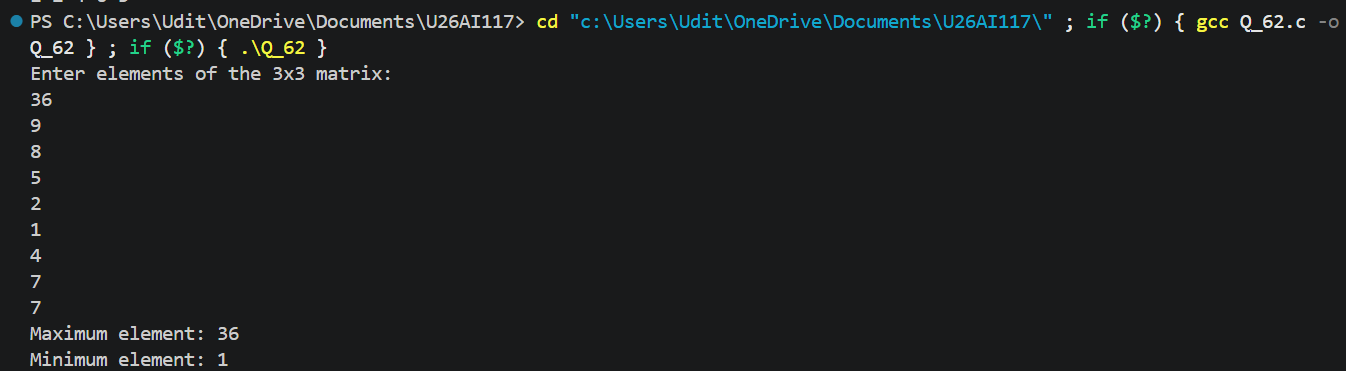 PS C:\Users\Udit\OneDrive\Documents\U26AI117> cd "c:\Users\Udit\OneDrive\Documents\U26AI117\" ; if ($?) { gcc Q_62.c -o
Q_62 } ; if ($?) { .\Q_62 }
Enter elements of the 3x3 matrix:
36
9
8
5
2
1
4
7
7
Maximum element: 36
Minimum element: 1